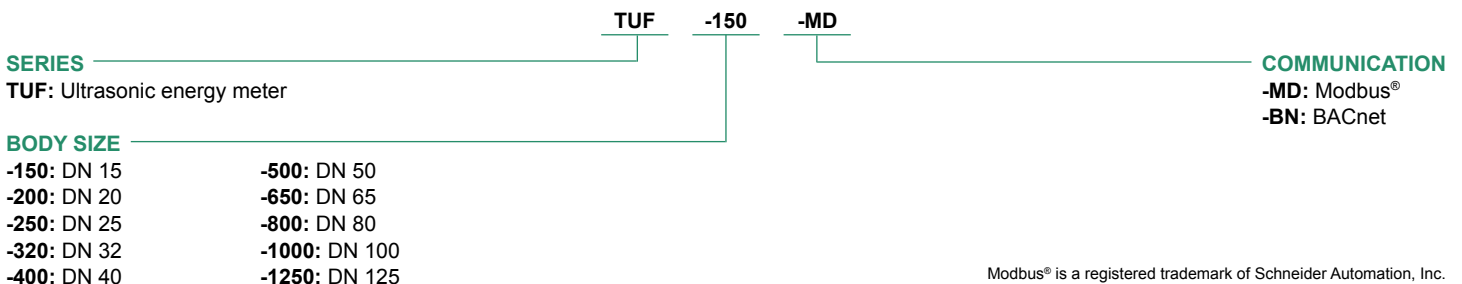 TUF -150 -MD
SERIES
TUF: Ultrasonic energy meter
COMMUNICATION
-MD: Modbus®
-BN: BACnet
BODY SIZE
-150: DN 15
-200: DN 20
-250: DN 25
-320: DN 32
-400: DN 40
-500: DN 50
-650: DN 65
-800: DN 80
-1000: DN 100
-1250: DN 125
Modbus® is a registered trademark of Schneider Automation, Inc.